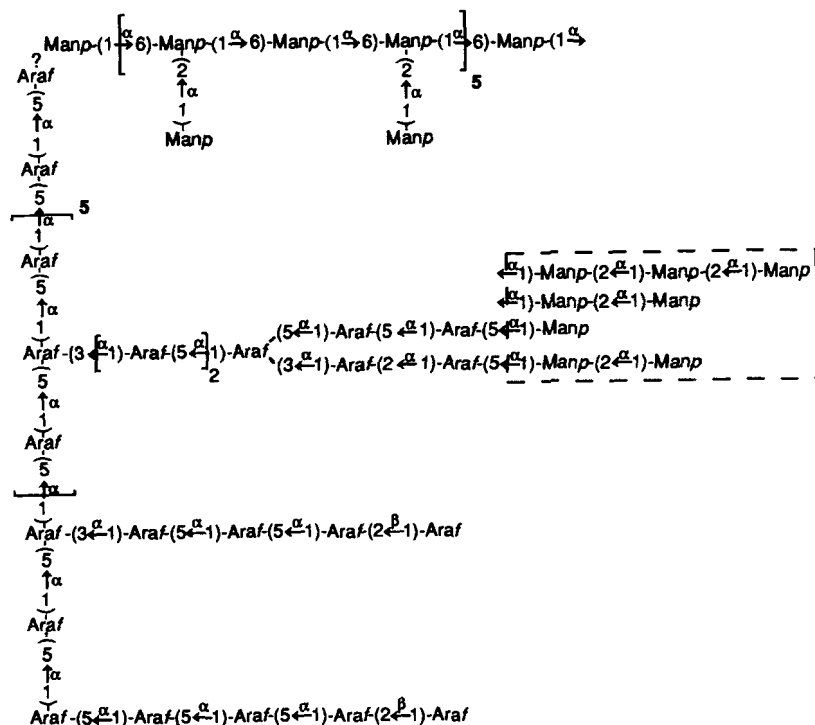 Manp-(1 α→ 6)-Manp-(1 α→ 6)-Manp-(1 α→ 6)-Manp-(1 α→ 6)-Manp-(1 α→
?
Araf
2
2
5
5
↑α
↑α
↑α
1
1
1
Manp
Manp
Araf
5
5
↑α
1
Araf
5
←α 1)-Manp-(2 ←α 1)-Manp-(2 ←α 1)-Manp
↑α
←α 1)-Manp-(2 ←α 1)-Manp
1
(5 ←α 1)-Araf-(5 ←α 1)-Araf-(5 ←α 1)-Manp
Araf-(3 [←α 1)-Araf-(5 ←α] 2 1)-Araf
(3 ←α 1)-Araf-(2 ←α 1)-Araf-(5 ←α 1)-Manp-(2 ←α 1)-Manp
5
↑α
1
Araf
5
↑α
1
Araf-(3 ←α 1)-Araf-(5 ←α 1)-Araf-(5 ←α 1)-Araf-(2 ←β 1)-Araf
5
↑α
1
Araf
5
↑α
1
Araf-(5 ←α 1)-Araf-(5 ←α 1)-Araf-(5 ←α 1)-Araf-(2 ←β 1)-Araf